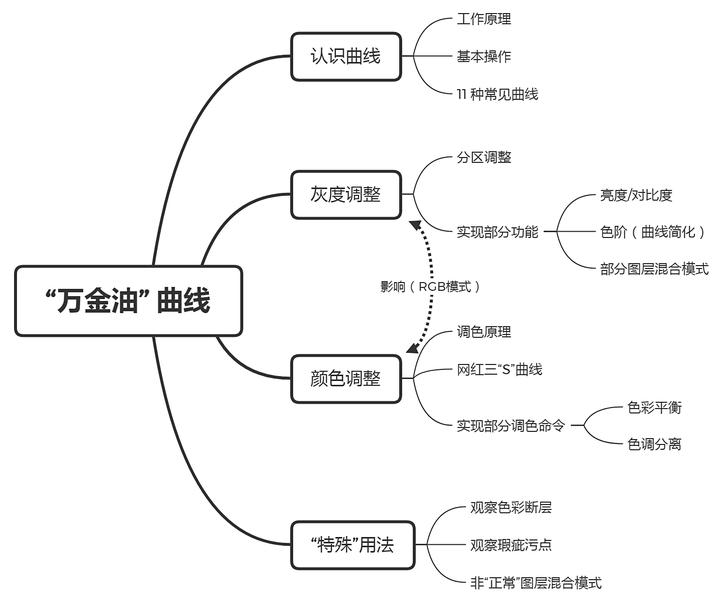 “万金油” 曲线
认识曲线
工作原理
基本操作
11 种常见曲线
灰度调整
分区调整
实现部分功能
亮度/对比度
色阶（曲线简化）
部分图层混合模式
影响（RGB模式）
颜色调整
调色原理
网红三“S”曲线
实现部分调色命令
色彩平衡
色调分离
“特殊”用法
观察色彩断层
观察瑕疵污点
非“正常”图层混合模式